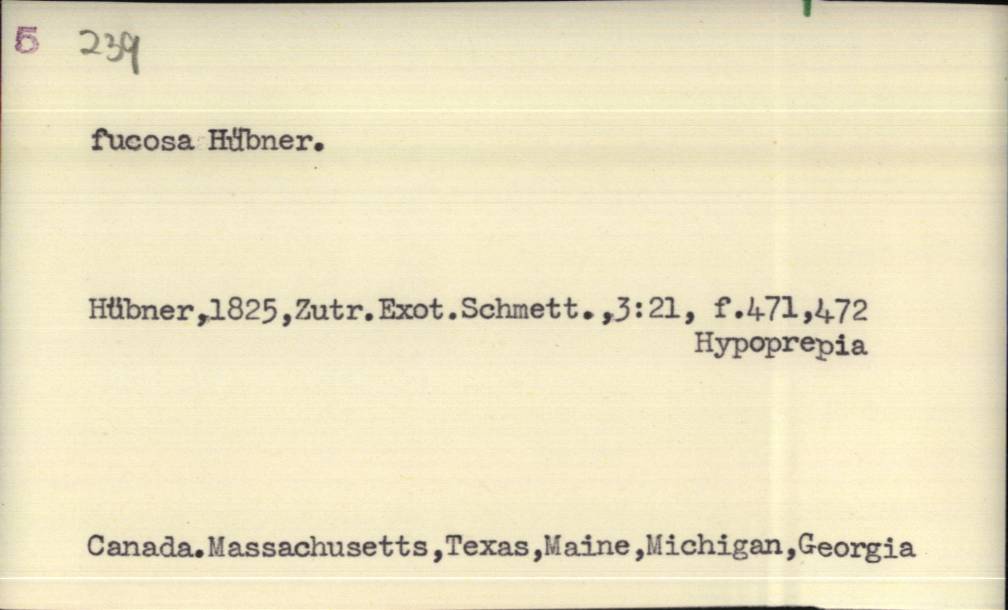 5 239
fucosa Hübner.
Hübner,1825,Zutr.Exot.Schmett.,3:21, f.471,472
Hypoprepia
Canada.Massachusetts,Texas,Maine,Michigan,Georgia